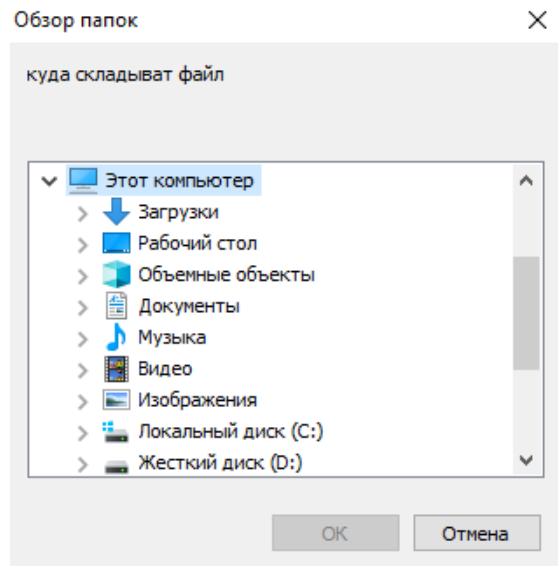 Обзор папок
куда складыват файл
Этот компьютер
Загрузки
Рабочий стол
Объемные объекты
Документы
Музыка
Видео
Изображения
Локальный диск (C:)
Жесткий диск (D:)
ОК
Отмена